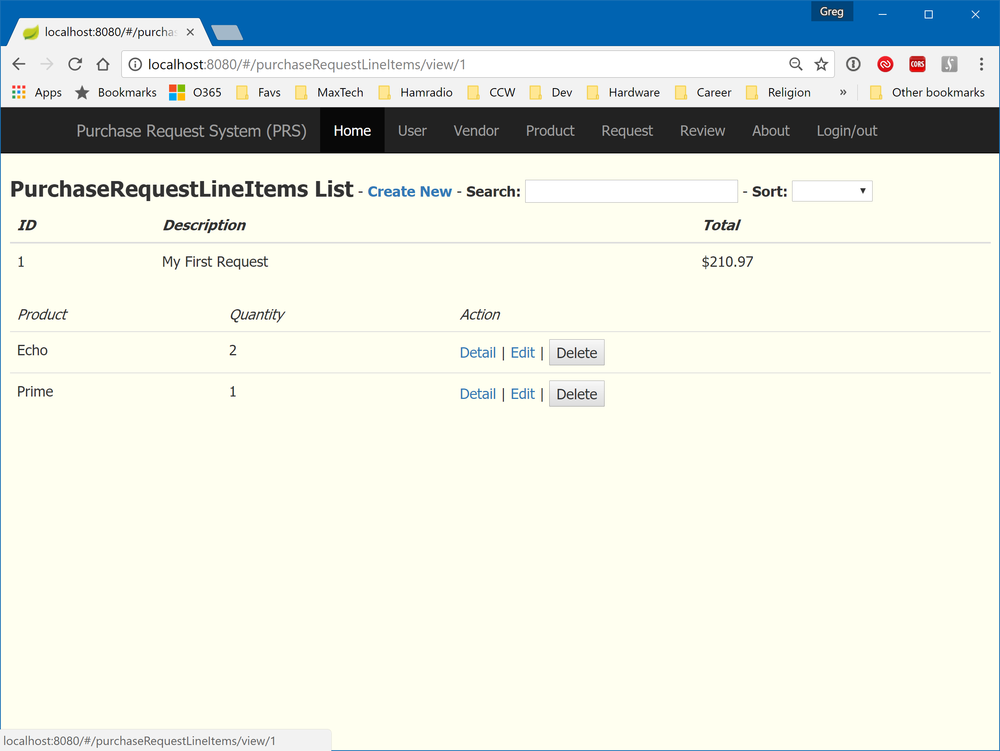 Greg
localhost:8080/#/purchas
localhost:8080/#/purchaseRequestLineItems/view/1
CORS
Apps Bookmarks O365 Favs MaxTech Hamradio CCW Dev Hardware Career Religion » Other bookmarks
Purchase Request System (PRS) Home User Vendor Product Request Review About Login/out
PurchaseRequestLineItems List - Create New - Search: - Sort:
ID Description Total
1 My First Request $210.97
Product Quantity Action
Echo 2 Detail | Edit | Delete
Prime 1 Detail | Edit | Delete
localhost:8080/#/purchaseRequestLineItems/view/1